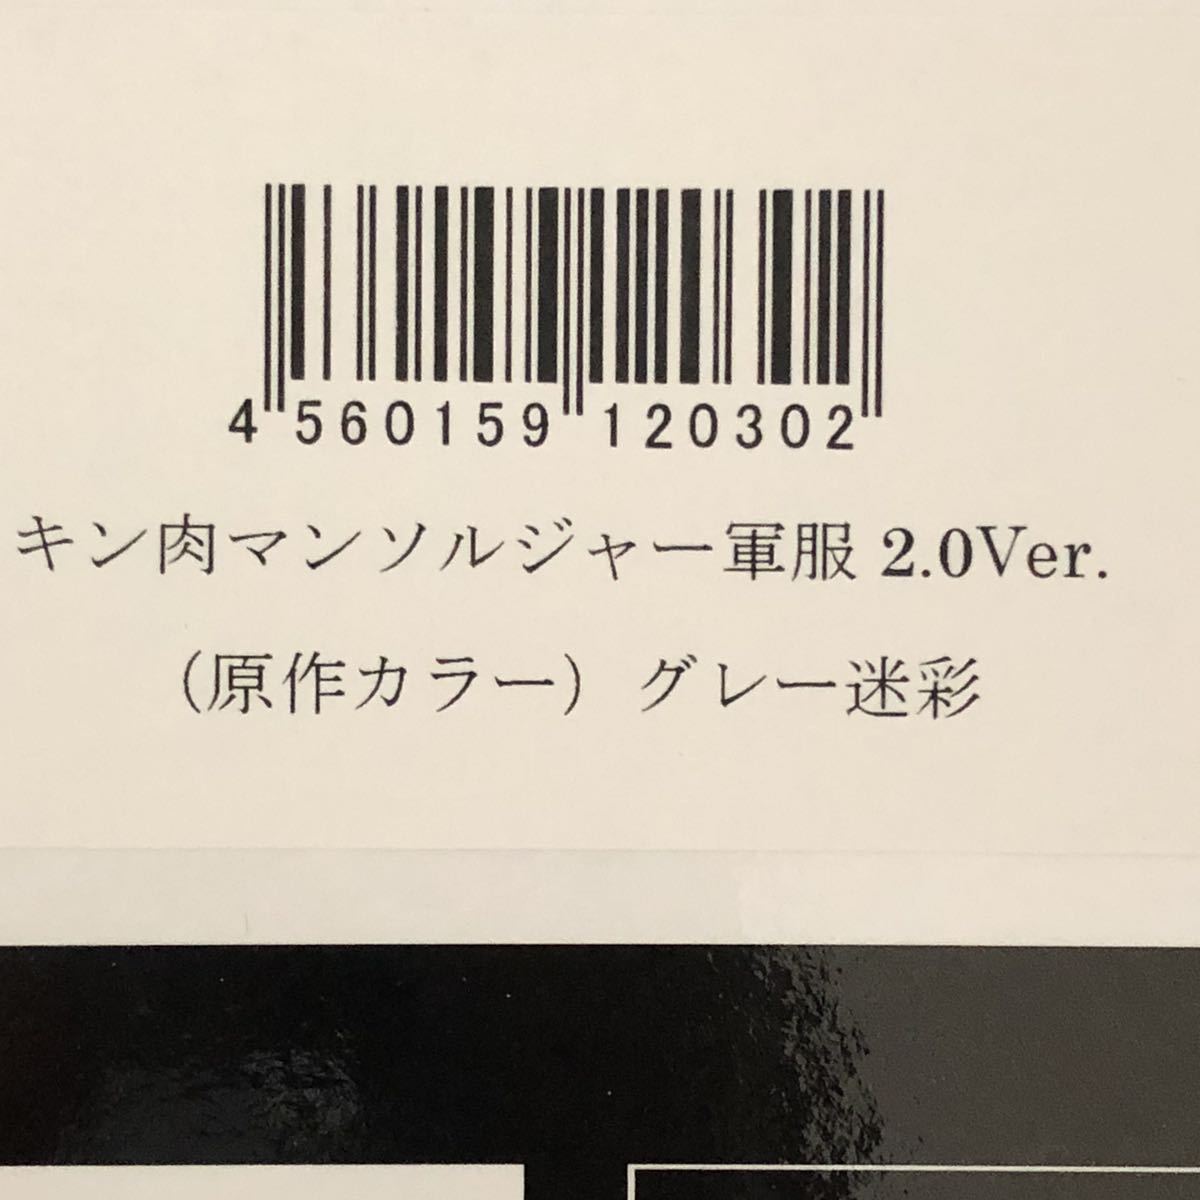 4 560159 120302
キン肉マンソルジャー軍服 2.0Ver.
（原作カラー）グレー迷彩